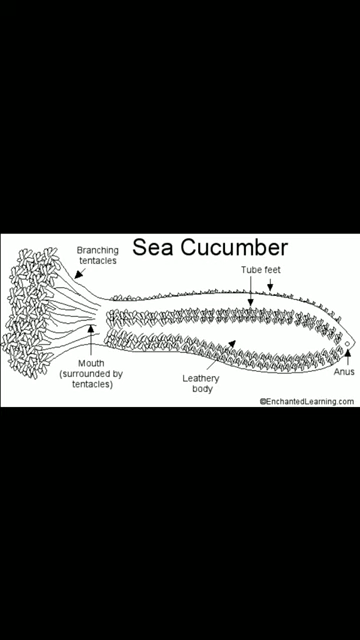 Sea Cucumber
Branching
tentacles
Tube feet
Mouth
(surrounded by
tentacles)
Leathery
body
Anus
©EnchantedLearning.com